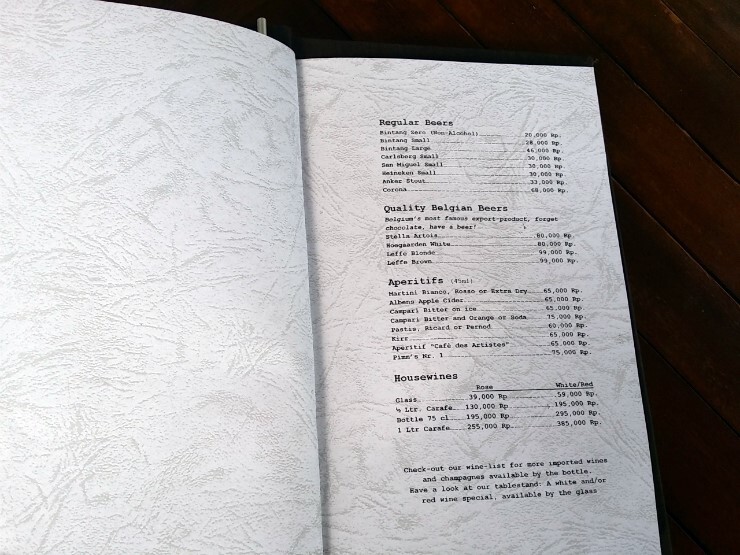 Regular Beers
Bintang Zero (Non-Alcohol) 20,000 Rp.
Bintang Small 28,000 Rp.
Bintang Large 46,000 Rp.
Carlsberg Small 30,000 Rp.
San Miguel Small 30,000 Rp.
Heineken Small 30,000 Rp.
Anker Stout 33,000 Rp.
Corona 68,000 Rp.
Quality Belgian Beers
Belgium's most famous export-product, forget
chocolate, have a beer!
Stella Artois 80,000 Rp.
Hoegaarden White 80,000 Rp.
Leffe Blonde 99,000 Rp.
Leffe Brown 99,000 Rp.
Aperitifs (45ml)
Martini Bianco, Rosso or Extra Dry 65,000 Rp.
Albens Apple Cider 65,000 Rp.
Campari Bitter on ice 65,000 Rp.
Campari Bitter and Orange or Soda 75,000 Rp.
Pastis, Ricard or Pernod 60,000 Rp.
Kirr 65,000 Rp.
Aperitif "Café des Artistes" 65,000 Rp.
Pimm's Nr. 1 75,000 Rp.
Housewines
Rose White/Red
Glass 39,000 Rp 59,000 Rp.
½ Ltr. Carafe 130,000 Rp 195,000 Rp.
Bottle 75 cl 195,000 Rp 295,000 Rp.
1 Ltr Carafe 255,000 Rp 385,000 Rp.
Check-out our wine-list for more imported wines
and champagnes available by the bottle.
Have a look at our tablestand: A white and/or
red wine special, available by the glass